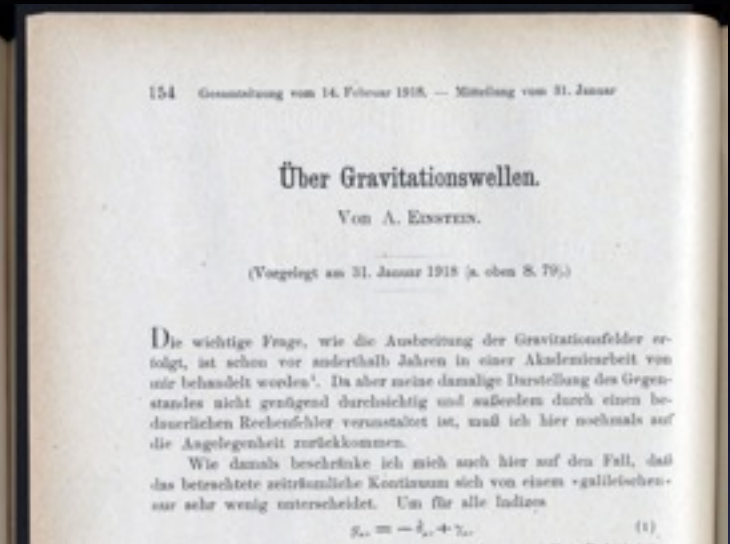 154 Gesamtsitzung vom 14. Februar 1918. — Mitteilung vom 31. Januar
Über Gravitationswellen.
Von A. Einstein.
(Vorgelegt am 31. Januar 1918 [s. oben S. 79].)
Die wichtige Frage, wie die Ausbreitung der Gravitationsfelder er-
folgt, ist schon vor anderthalb Jahren in einer Akademiearbeit von
mir behandelt worden¹. Da aber meine damalige Darstellung des Gegen-
standes nicht genügend durchsichtig und außerdem durch einen be-
dauerlichen Rechenfehler verunstaltet ist, muß ich hier nochmals auf
die Angelegenheit zurückkommen.
Wie damals beschränke ich mich auch hier auf den Fall, daß
das betrachtete zeiträumliche Kontinuum sich von einem »galileischen«
nur sehr wenig unterscheidet. Um für alle Indizes
(1)